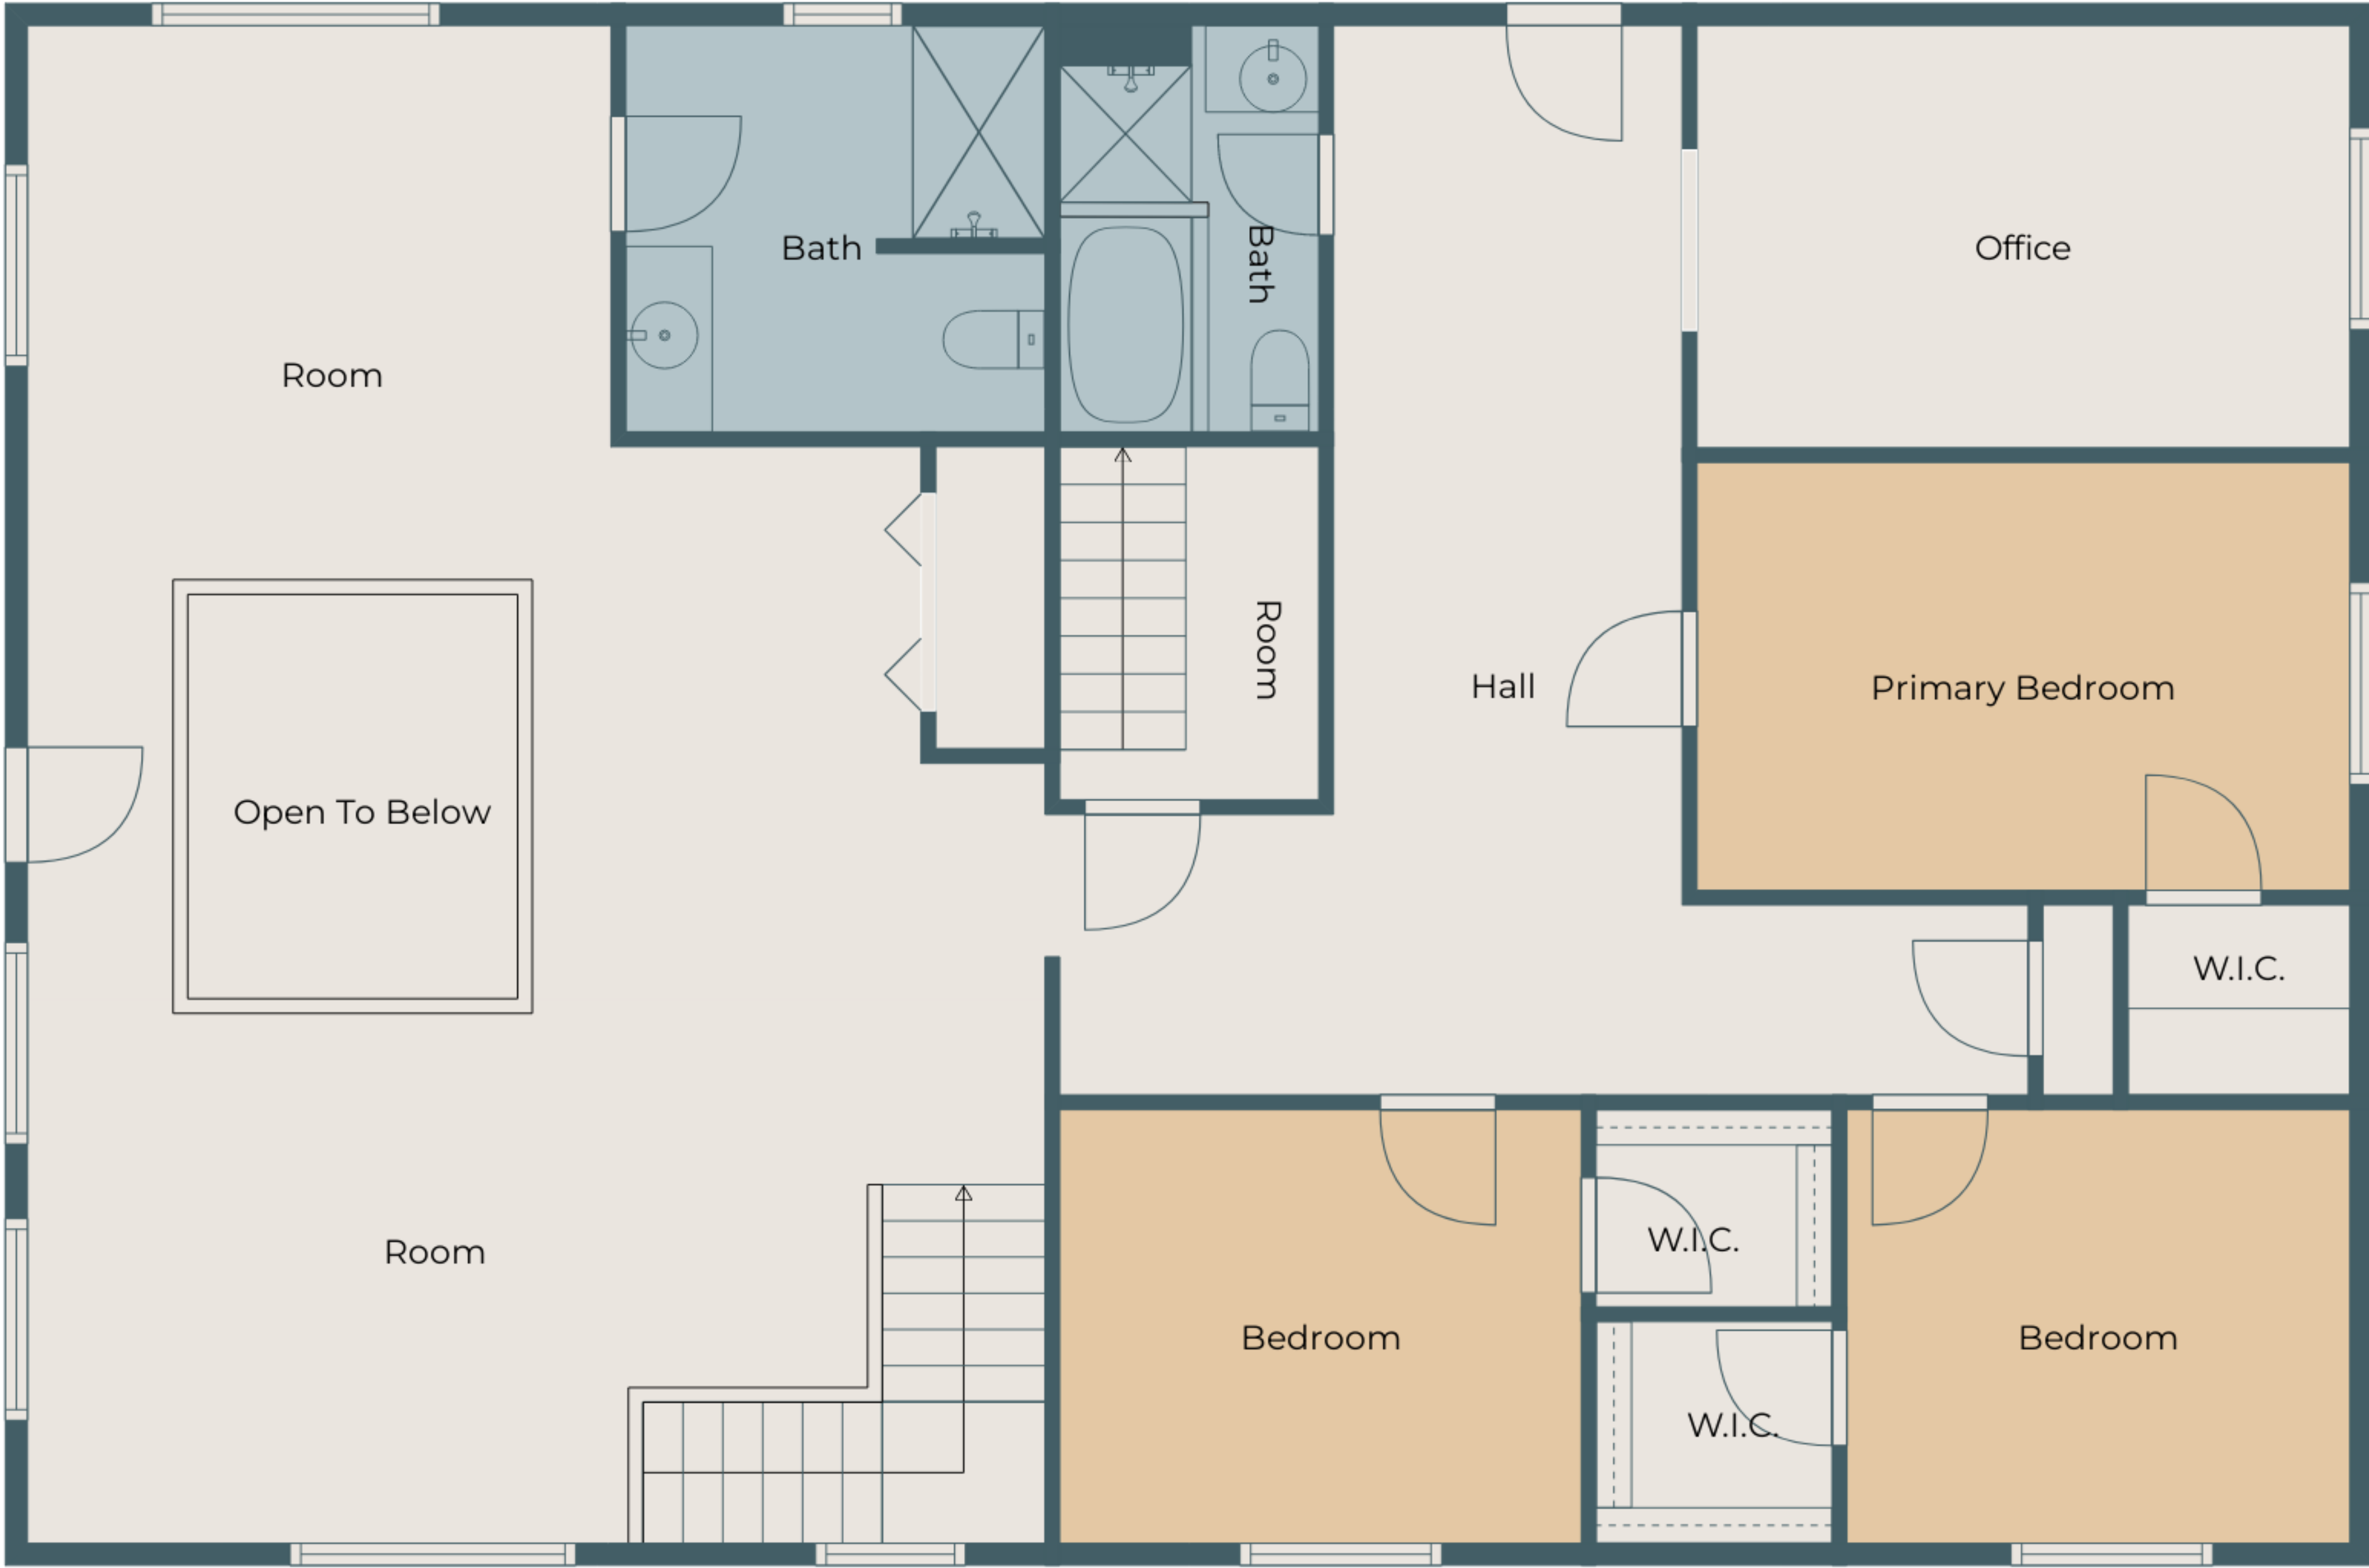 Bath
Bath
Office
Room
Room
Hall
Primary Bedroom
Open To Below
W.I.C.
W.I.C.
Room
Bedroom
Bedroom
W.I.C.